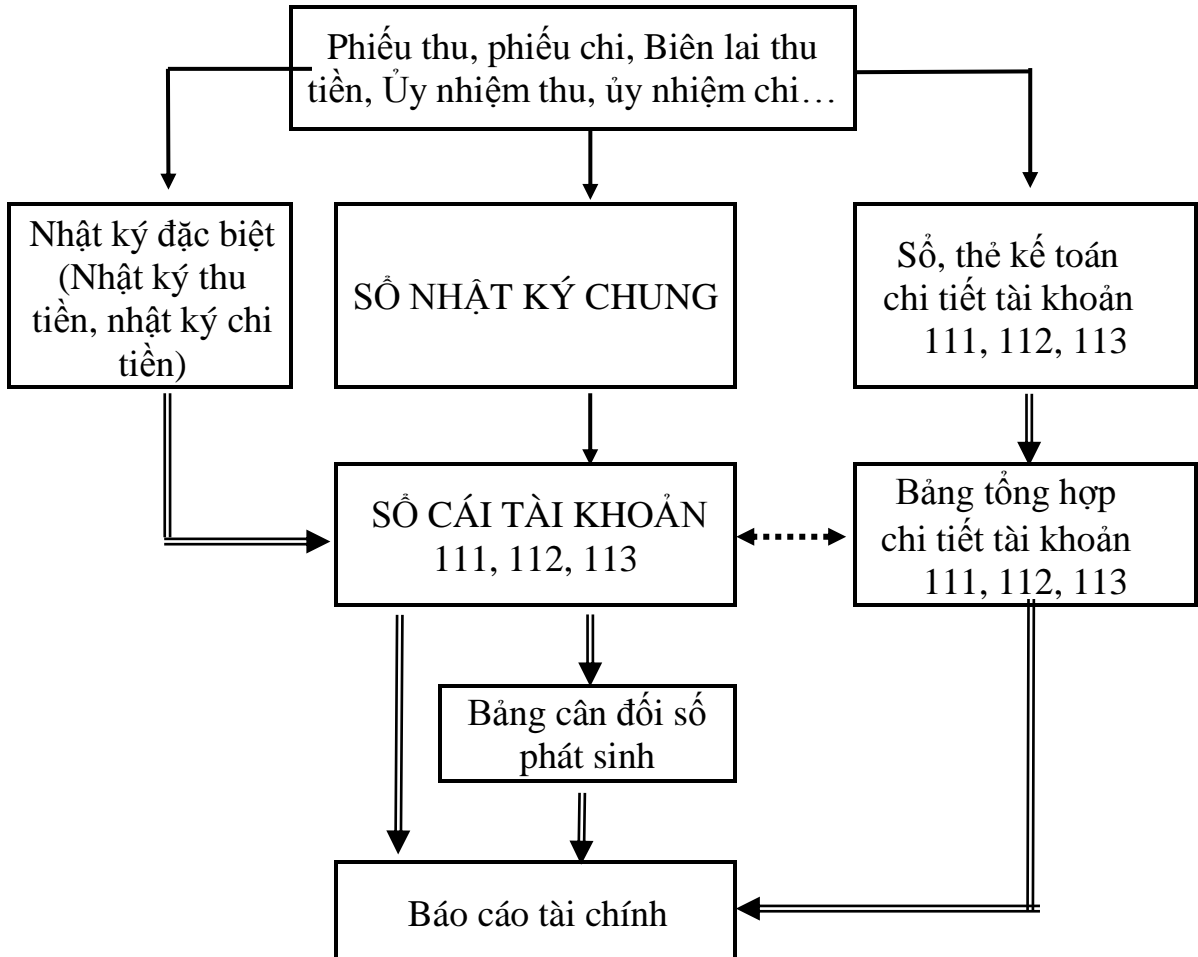 Phiếu thu, phiếu chi, Biên lai thu
tiền, Ủy nhiệm thu, ủy nhiệm chi…
Nhật ký đặc biệt
(Nhật ký thu
tiền, nhật ký chi
tiền)
SỔ NHẬT KÝ CHUNG
Sổ, thẻ kế toán
chi tiết tài khoản
111, 112, 113
SỔ CÁI TÀI KHOẢN
111, 112, 113
Bảng tổng hợp
chi tiết tài khoản
111, 112, 113
Bảng cân đối số
phát sinh
Báo cáo tài chính